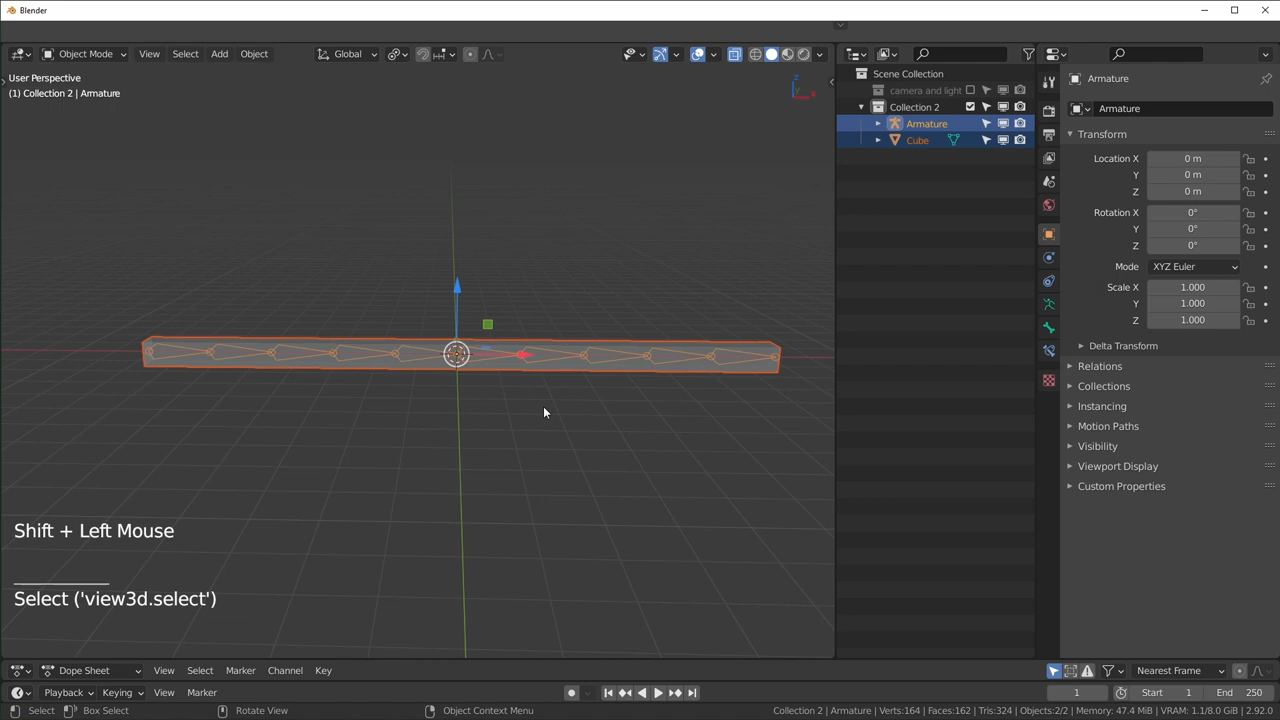 Blender
Object Mode View Select Add Object Global
User Perspective
(1) Collection 2 | Armature
Z
X
Shift + Left Mouse
Select ('view3d.select')
Scene Collection
camera and light
Collection 2
Armature
Cube
Armature
Armature
Transform
Location X 0 m
Y 0 m
Z 0 m
Rotation X 0°
Y 0°
Z 0°
Mode XYZ Euler
Scale X 1.000
Y 1.000
Z 1.000
Delta Transform
Relations
Collections
Instancing
Motion Paths
Visibility
Viewport Display
Custom Properties
Dope Sheet View Select Marker Channel Key Nearest Frame
Playback Keying View Marker 1 Start 1 End 250
Select Box Select Rotate View Object Context Menu Collection 2 | Armature | Verts:164 | Faces:162 | Tris:324 | Objects:2/2 | Memory: 47.4 MiB | VRAM: 1.1/8.0 GiB | 2.92.0